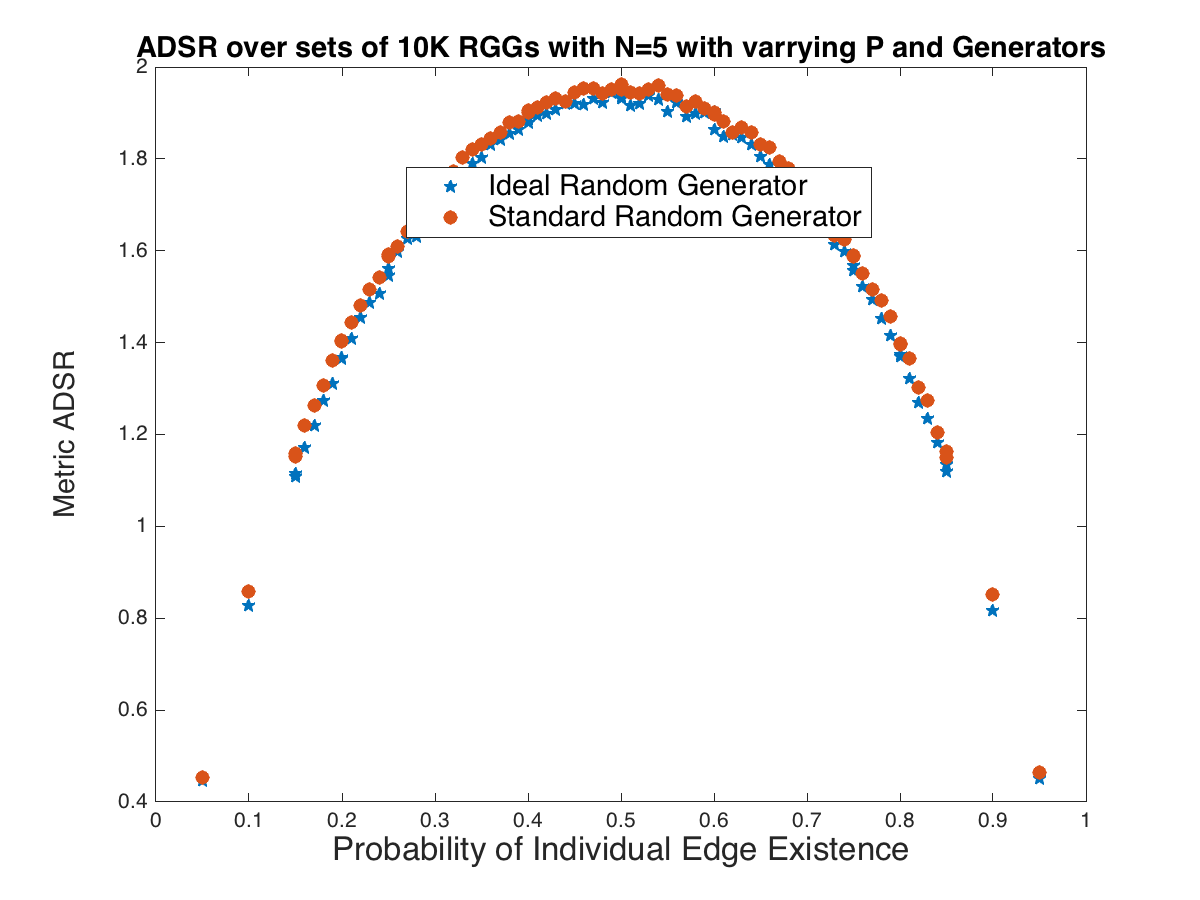 ADSR over sets of 10K RGGs with N=5 with varrying P and Generators
2
1.8
1.6
1.4
1.2
1
0.8
0.6
0.4
Metric ADSR
Ideal Random Generator
Standard Random Generator
0 0.1 0.2 0.3 0.4 0.5 0.6 0.7 0.8 0.9 1
Probability of Individual Edge Existence